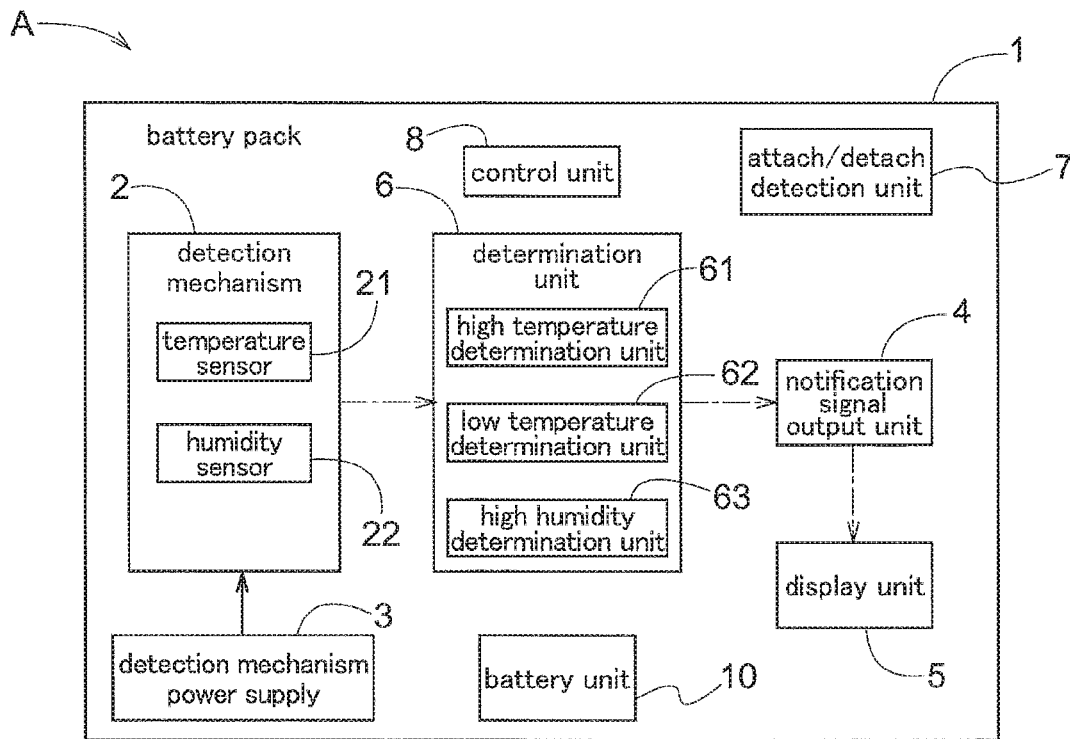 A
1
battery pack
8
control unit
attach/detach
detection unit
7
2
detection
mechanism
21
temperature
sensor
humidity
sensor
22
6
determination
unit
61
high temperature
determination unit
62
low temperature
determination unit
63
high humidity
determination unit
4
notification
signal
output unit
display unit
5
3
detection mechanism
power supply
battery unit
10